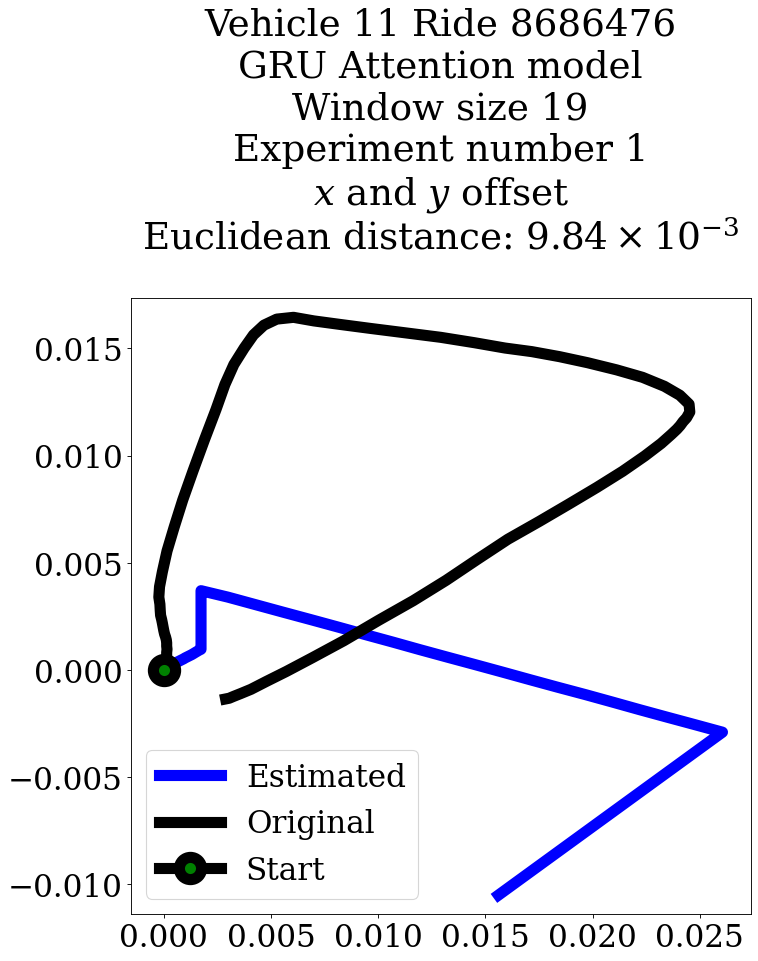 Vehicle 11 Ride 8686476
GRU Attention model
Window size 19
Experiment number 1
x and y offset
Euclidean distance: 9.84 × 10⁻³
0.015
0.010
0.005
0.000
−0.005
−0.010
Estimated
Original
Start
0.000 0.005 0.010 0.015 0.020 0.025